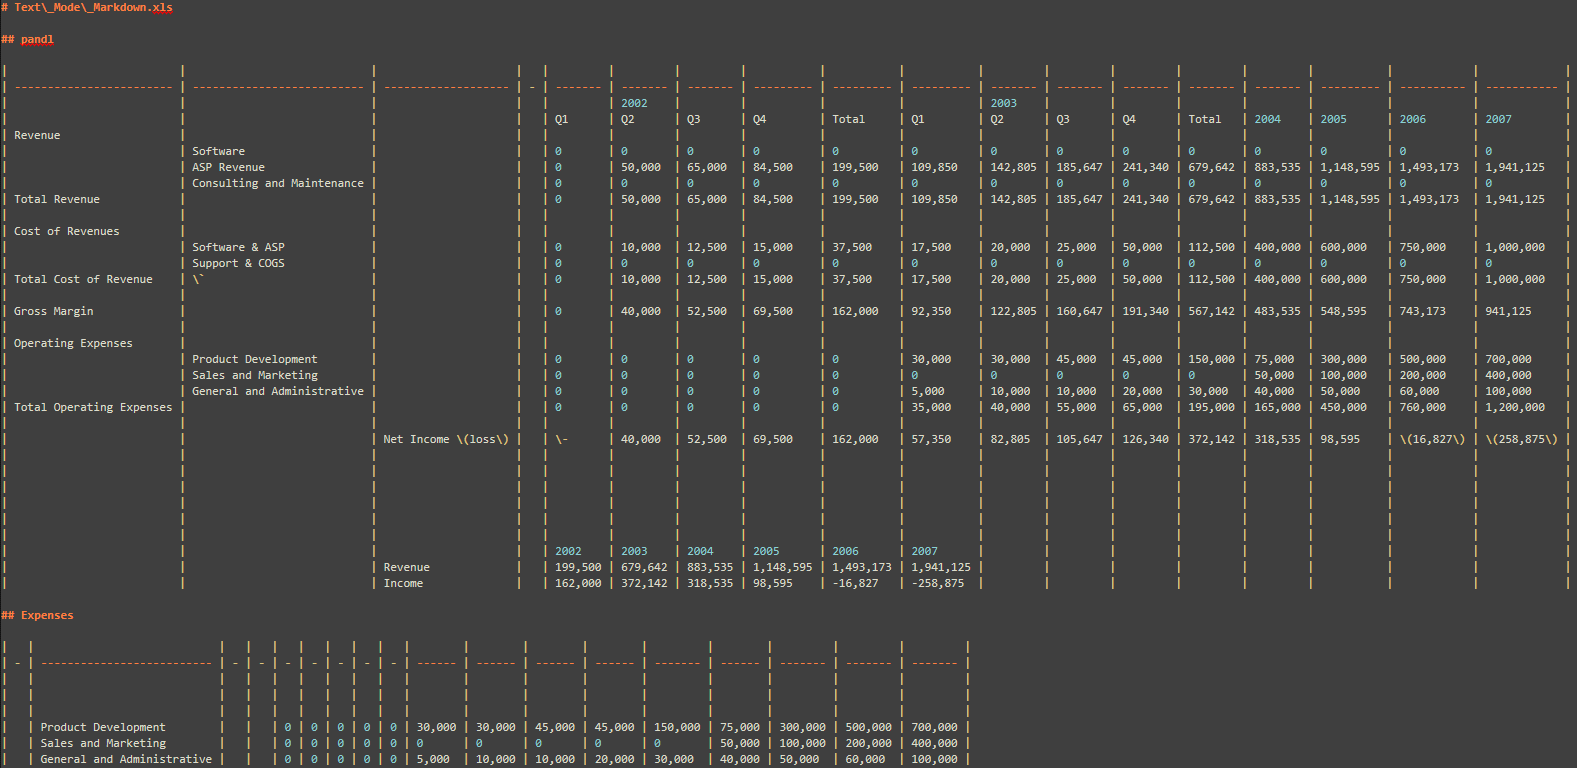 # Text\_Mode\_Markdown.xls
## pandl
| | | | | | | | | | | | | | | | | | |
| ------------------------ | -------------------------- | ------------------- | - | ------- | ------- | ------- | --------- | --------- | --------- | ------- | ------- | ------- | ------- | ------- | --------- | ---------- | ----------- |
| | | | | | 2002 | | | | | 2003 | | | | | | | |
| | | | | Q1 | Q2 | Q3 | Q4 | Total | Q1 | Q2 | Q3 | Q4 | Total | 2004 | 2005 | 2006 | 2007 |
| Revenue | | | | | | | | | | | | | | | | | |
| | Software | | | 0 | 0 | 0 | 0 | 0 | 0 | 0 | 0 | 0 | 0 | 0 | 0 | 0 | 0 |
| | ASP Revenue | | | 0 | 50,000 | 65,000 | 84,500 | 199,500 | 109,850 | 142,805 | 185,647 | 241,340 | 679,642 | 883,535 | 1,148,595 | 1,493,173 | 1,941,125 |
| | Consulting and Maintenance | | | 0 | 0 | 0 | 0 | 0 | 0 | 0 | 0 | 0 | 0 | 0 | 0 | 0 | 0 |
| Total Revenue | | | | 0 | 50,000 | 65,000 | 84,500 | 199,500 | 109,850 | 142,805 | 185,647 | 241,340 | 679,642 | 883,535 | 1,148,595 | 1,493,173 | 1,941,125 |
| | | | | | | | | | | | | | | | | | |
| Cost of Revenues | | | | | | | | | | | | | | | | | |
| | Software & ASP | | | 0 | 10,000 | 12,500 | 15,000 | 37,500 | 17,500 | 20,000 | 25,000 | 50,000 | 112,500 | 400,000 | 600,000 | 750,000 | 1,000,000 |
| | Support & COGS | | | 0 | 0 | 0 | 0 | 0 | 0 | 0 | 0 | 0 | 0 | 0 | 0 | 0 | 0 |
| Total Cost of Revenue | \` | | | 0 | 10,000 | 12,500 | 15,000 | 37,500 | 17,500 | 20,000 | 25,000 | 50,000 | 112,500 | 400,000 | 600,000 | 750,000 | 1,000,000 |
| | | | | | | | | | | | | | | | | | |
| Gross Margin | | | | 0 | 40,000 | 52,500 | 69,500 | 162,000 | 92,350 | 122,805 | 160,647 | 191,340 | 567,142 | 483,535 | 548,595 | 743,173 | 941,125 |
| | | | | | | | | | | | | | | | | | |
| Operating Expenses | | | | | | | | | | | | | | | | | |
| | Product Development | | | 0 | 0 | 0 | 0 | 0 | 30,000 | 30,000 | 45,000 | 45,000 | 150,000 | 75,000 | 300,000 | 500,000 | 700,000 |
| | Sales and Marketing | | | 0 | 0 | 0 | 0 | 0 | 0 | 0 | 0 | 0 | 0 | 50,000 | 100,000 | 200,000 | 400,000 |
| | General and Administrative | | | 0 | 0 | 0 | 0 | 0 | 5,000 | 10,000 | 10,000 | 20,000 | 30,000 | 40,000 | 50,000 | 60,000 | 100,000 |
| Total Operating Expenses | | | | 0 | 0 | 0 | 0 | 0 | 35,000 | 40,000 | 55,000 | 65,000 | 195,000 | 165,000 | 450,000 | 760,000 | 1,200,000 |
| | | | | | | | | | | | | | | | | | |
| | | Net Income \(loss\) | | \- | 40,000 | 52,500 | 69,500 | 162,000 | 57,350 | 82,805 | 105,647 | 126,340 | 372,142 | 318,535 | 98,595 | \(16,827\) | \(258,875\) |
| | | | | | | | | | | | | | | | | | |
| | | | | | | | | | | | | | | | | | |
| | | | | | | | | | | | | | | | | | |
| | | | | | | | | | | | | | | | | | |
| | | | | | | | | | | | | | | | | | |
| | | | | | | | | | | | | | | | | | |
| | | | | 2002 | 2003 | 2004 | 2005 | 2006 | 2007 | | | | | | | | |
| | | Revenue | | 199,500 | 679,642 | 883,535 | 1,148,595 | 1,493,173 | 1,941,125 | | | | | | | | |
| | | Income | | 162,000 | 372,142 | 318,535 | 98,595 | -16,827 | -258,875 | | | | | | | | |
## Expenses
| | | | | | | | | | | | | | | | | | |
| - | -------------------------- | - | - | - | - | - | - | - | ------ | ------ | ------ | ------ | ------- | ------ | ------- | ------- | ------- |
| | | | | | | | | | | | | | | | | | |
| | | | | | | | | | | | | | | | | | |
| | | | | | | | | | | | | | | | | | |
| | Product Development | | | 0 | 0 | 0 | 0 | 0 | 30,000 | 30,000 | 45,000 | 45,000 | 150,000 | 75,000 | 300,000 | 500,000 | 700,000 |
| | Sales and Marketing | | | 0 | 0 | 0 | 0 | 0 | 0 | 0 | 0 | 0 | 0 | 50,000 | 100,000 | 200,000 | 400,000 |
| | General and Administrative | | | 0 | 0 | 0 | 0 | 0 | 5,000 | 10,000 | 10,000 | 20,000 | 30,000 | 40,000 | 50,000 | 60,000 | 100,000 |